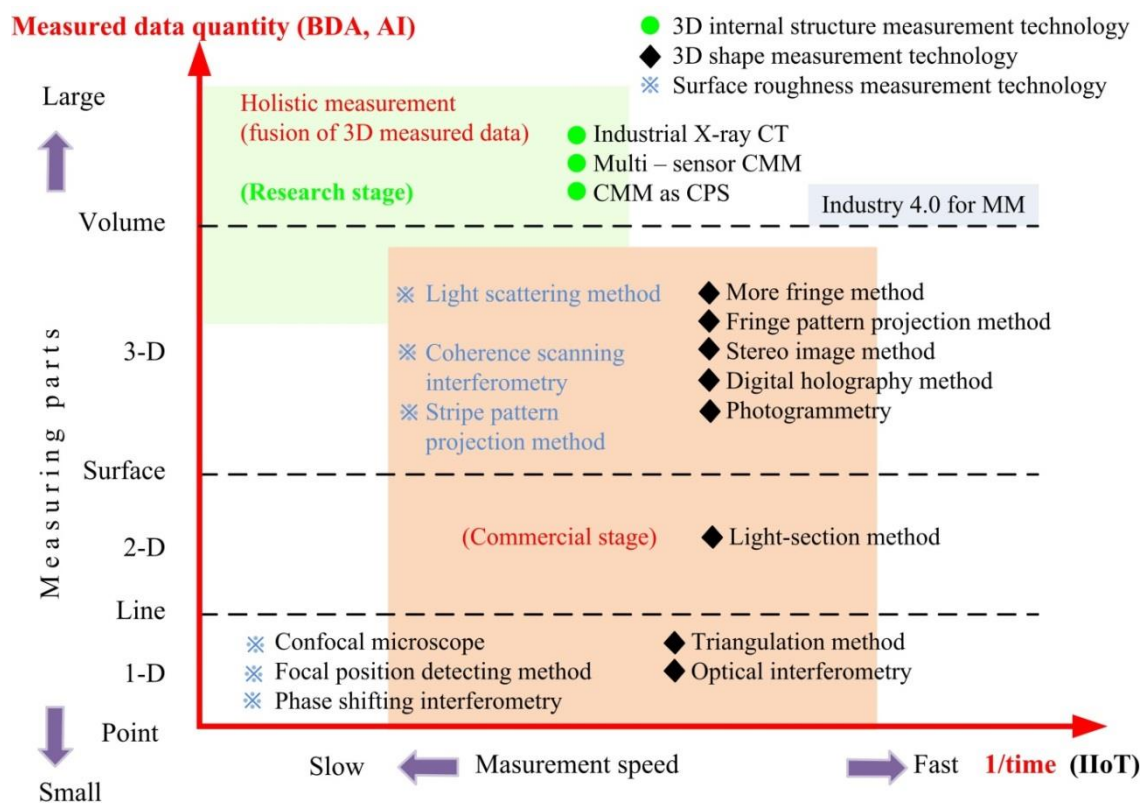 Measured data quantity (BDA, AI)
3D internal structure measurement technology
3D shape measurement technology
Surface roughness measurement technology
Large
Holistic measurement
(fusion of 3D measured data)
Industrial X-ray CT
Multi – sensor CMM
CMM as CPS
(Research stage)
Industry 4.0 for MM
Volume
Measuring parts
Light scattering method
More fringe method
Fringe pattern projection method
3-D
Coherence scanning
interferometry
Stereo image method
Digital holography method
Stripe pattern
projection method
Photogrammetry
Surface
2-D
(Commercial stage)
Light-section method
Line
Confocal microscope
Triangulation method
1-D
Focal position detecting method
Optical interferometry
Phase shifting interferometry
Point
Small
Slow
Masurement speed
Fast
1/time (IIoT)